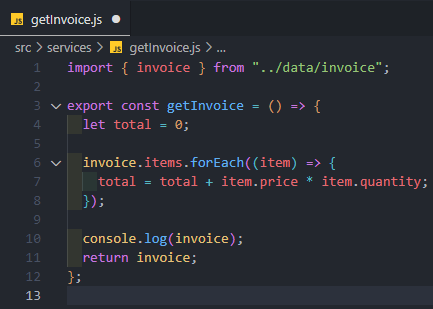 JS getInvoice.js
src > services > JS getInvoice.js > ...
1 import { invoice } from "../data/invoice";
2
3 export const getInvoice = () => {
4 let total = 0;
5
6 invoice.items.forEach((item) => {
7 total = total + item.price * item.quantity;
8 });
9
10 console.log(invoice);
11 return invoice;
12 };
13